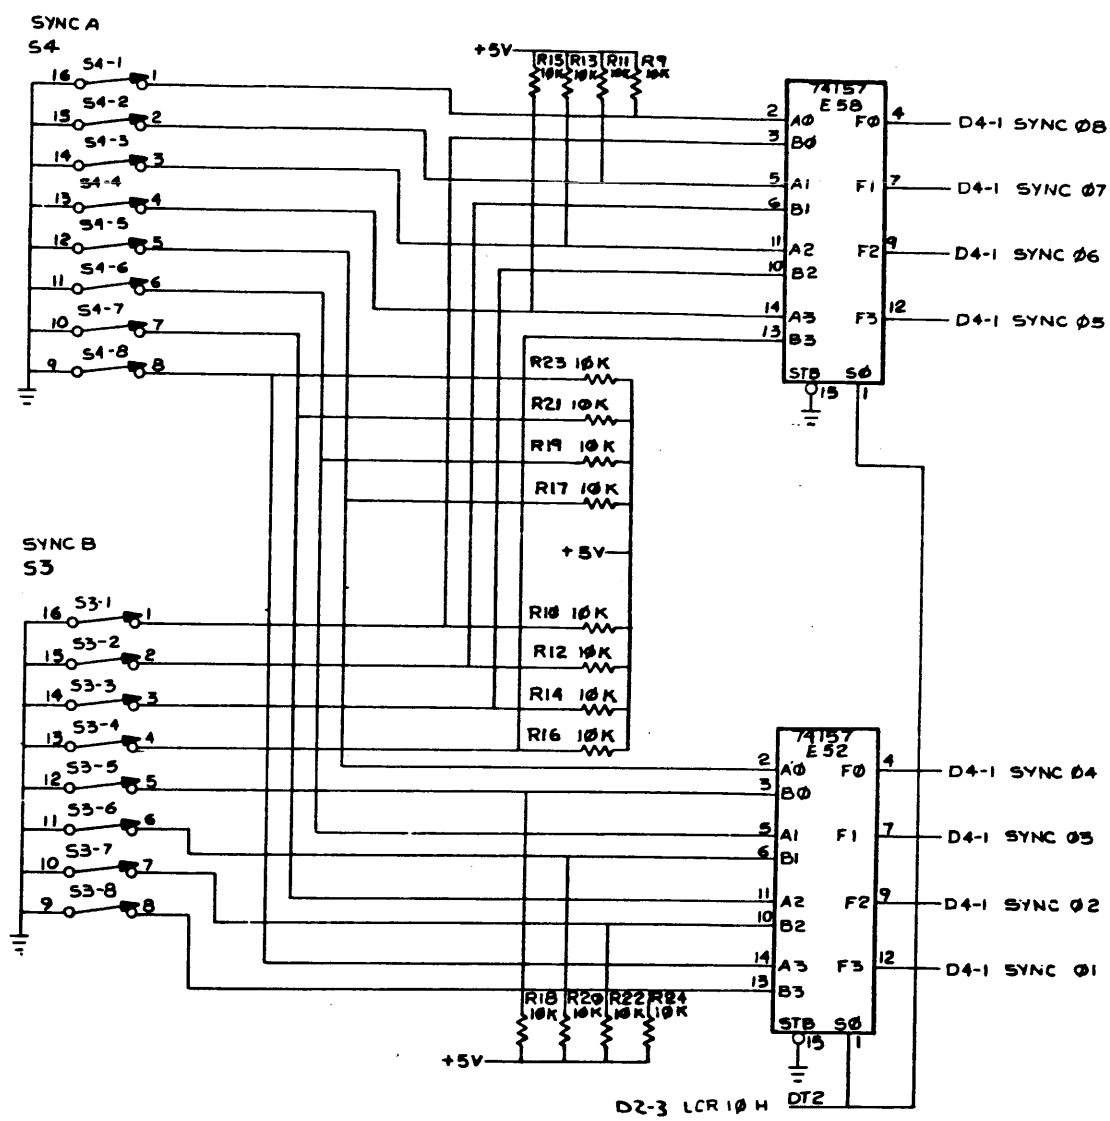 SYNC A
S4
16 S4-1 1
15 S4-2 2
14 S4-3 3
13 S4-4 4
12 S4-5 5
11 S4-6 6
10 S4-7 7
9 S4-8 8
+5V
R15 R13 R11 R9
10K 10K 10K 10K
74157
E58
2 A0 F0 4 D4-1 SYNC 08
3 B0
5 A1 F1 7 D4-1 SYNC 07
6 B1
11 A2 F2 9 D4-1 SYNC 06
10 B2
14 A3 F3 12 D4-1 SYNC 05
13 B3
STB S0
15 1
R23 10K
R21 10K
R19 10K
R17 10K
+5V
R10 10K
R12 10K
R14 10K
R16 10K
SYNC B
S3
16 S3-1 1
15 S3-2 2
14 S3-3 3
13 S3-4 4
12 S3-5 5
11 S3-6 6
10 S3-7 7
9 S3-8 8
74157
E52
2 A0 F0 4 D4-1 SYNC 04
3 B0
5 A1 F1 7 D4-1 SYNC 03
6 B1
11 A2 F2 9 D4-1 SYNC 02
10 B2
14 A3 F3 12 D4-1 SYNC 01
13 B3
STB S0
15 1
R18 R20 R22 R24
10K 10K 10K 10K
+5V
D2-3 LCR 10 H DT2